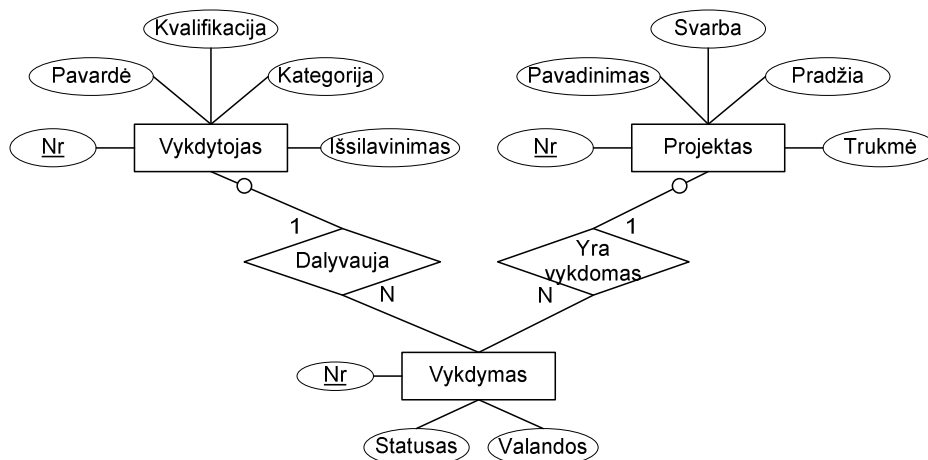 Kvalifikacija
Svarba
Pavardė
Kategorija
Pavadinimas
Pradžia
Nr
Vykdytojas
Išsilavinimas
Nr
Projektas
Trukmė
1
1
Dalyvauja
Yra
vykdomas
N
N
Nr
Vykdymas
Statusas
Valandos